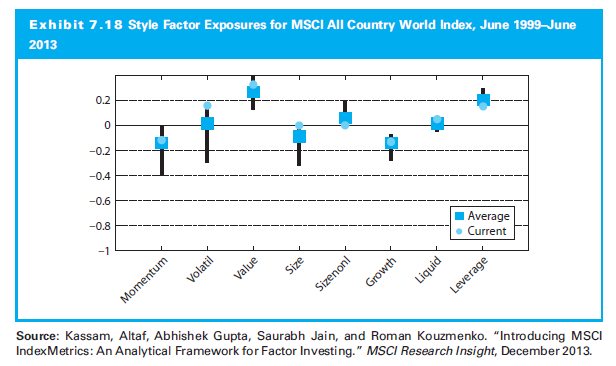 Exhibit 7.18 Style Factor Exposures for MSCI All Country World Index, June 1999–June
2013
0.2
0
−0.2
−0.4
−0.6
−0.8
−1
Average
Current
Momentum
Volatil
Value
Size
Sizenonl
Growth
Liquid
Leverage
Source: Kassam, Altaf, Abhishek Gupta, Saurabh Jain, and Roman Kouzmenko. “Introducing MSCI
IndexMetrics: An Analytical Framework for Factor Investing.” MSCI Research Insight, December 2013.